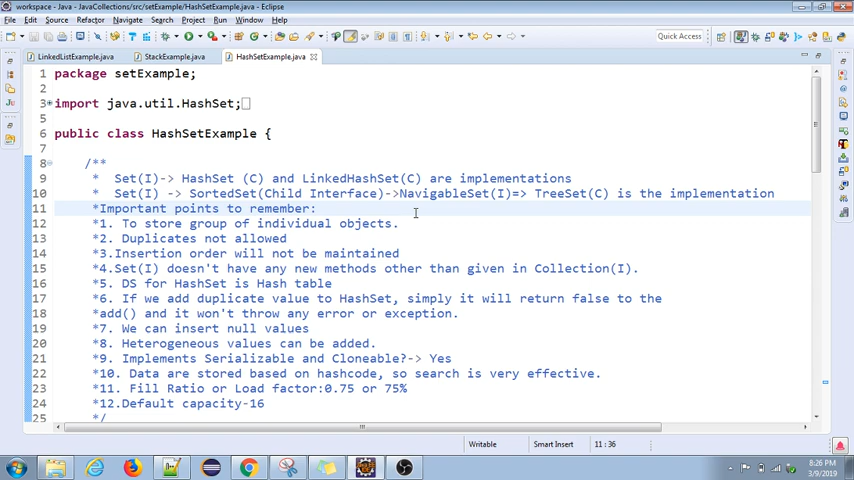 workspace - Java - JavaCollections/src/setExample/HashSetExample.java - Eclipse
File Edit Source Refactor Navigate Search Project Run Window Help
Quick Access
LinkedListExample.java StackExample.java HashSetExample.java
1 package setExample;
2
3 import java.util.HashSet;
5
6 public class HashSetExample {
7
8 /**
9 * Set(I)-> HashSet (C) and LinkedHashSet(C) are implementations
10 * Set(I) -> SortedSet(Child Interface)->NavigableSet(I)=> TreeSet(C) is the implementation
11 *Important points to remember:
12 *1. To store group of individual objects.
13 *2. Duplicates not allowed
14 *3.Insertion order will not be maintained
15 *4.Set(I) doesn't have any new methods other than given in Collection(I).
16 *5. DS for HashSet is Hash table
17 *6. If we add duplicate value to HashSet, simply it will return false to the
18 *add() and it won't throw any error or exception.
19 *7. We can insert null values
20 *8. Heterogeneous values can be added.
21 *9. Implements Serializable and Cloneable?-> Yes
22 *10. Data are stored based on hashcode, so search is very effective.
23 *11. Fill Ratio or Load factor:0.75 or 75%
24 *12.Default capacity-16
25 */
Writable Smart Insert 11 : 36
8:26 PM
3/9/2019